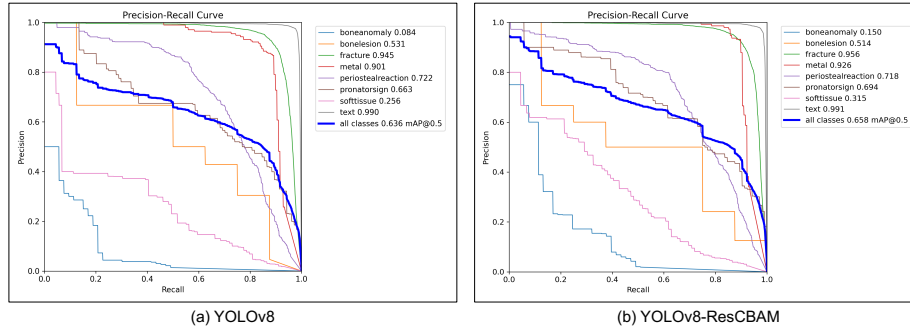 Precision-Recall Curve
Precision
1.0
0.8
0.6
0.4
0.2
0.0
0.0 0.2 0.4 0.6 0.8 1.0
Recall
boneanomaly 0.084
bonelesion 0.531
fracture 0.945
metal 0.901
periostealreaction 0.722
pronatorsign 0.663
softtissue 0.256
text 0.990
all classes 0.636 mAP@0.5
(a) YOLOv8
Precision-Recall Curve
Precision
1.0
0.8
0.6
0.4
0.2
0.0
0.0 0.2 0.4 0.6 0.8 1.0
Recall
boneanomaly 0.150
bonelesion 0.514
fracture 0.956
metal 0.926
periostealreaction 0.718
pronatorsign 0.694
softtissue 0.315
text 0.991
all classes 0.658 mAP@0.5
(b) YOLOv8-ResCBAM